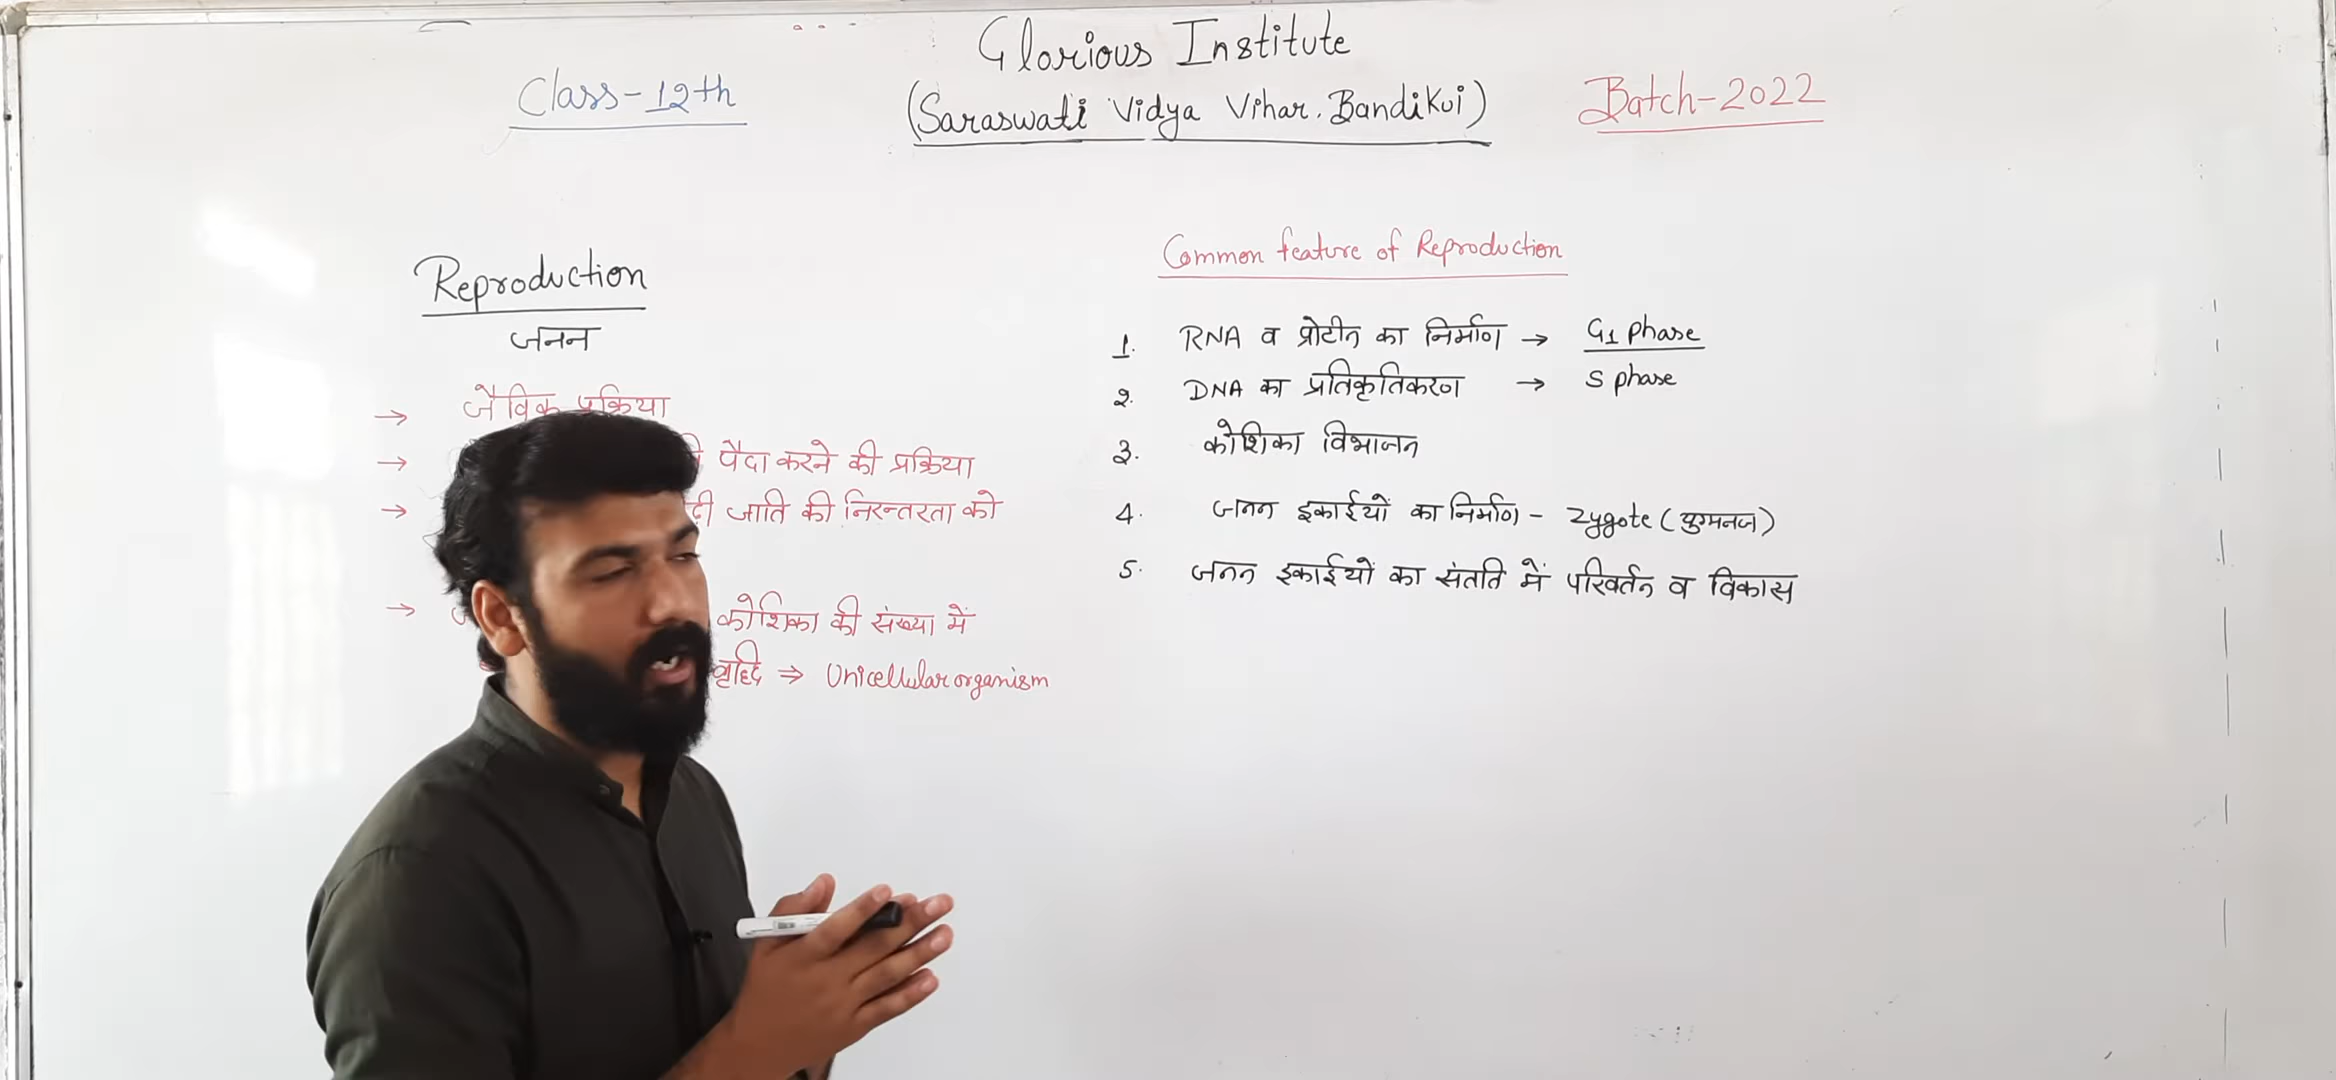 Glorious Institute
Class-12th
(Saraswati Vidya Vihar. Bandikui)
Batch-2022
Reproduction
जनन
→ जैविक प्रक्रिया
→ पैदा करने की प्रक्रिया
→ जाति की निरन्तरता को
→ कोशिका की संख्या में
वृद्धि ⇒ Unicellular organism
Common feature of Reproduction
1. RNA व प्रोटीन का निर्माण → G1 phase
2. DNA का प्रतिकृतिकरण → S phase
3. कोशिका विभाजन
4. जनन इकाईयों का निर्माण - Zygote (युग्मनज)
5. जनन इकाईयों का संतति में परिवर्तन व विकास